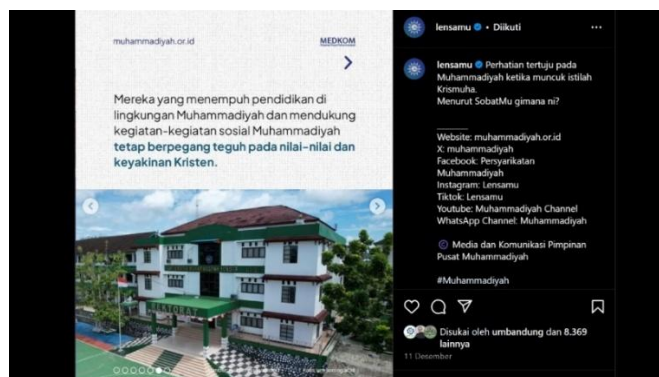 muhammadiyah.or.id
MEDKOM
Mereka yang menempuh pendidikan di
lingkungan Muhammadiyah dan mendukung
kegiatan-kegiatan sosial Muhammadiyah
tetap berpegang teguh pada nilai-nilai dan
keyakinan Kristen.
REKTORAT
lensamu • Diikuti
lensamu Perhatian tertuju pada
Muhammadiyah ketika muncuk istilah
Krismuha.
Menurut SobatMu gimana ni?
Website: muhammadiyah.or.id
X: muhammadiyah
Facebook: Persyarikatan
Muhammadiyah
Instagram: Lensamu
Tiktok: Lensamu
Youtube: Muhammadiyah Channel
WhatsApp Channel: Muhammadiyah
© Media dan Komunikasi Pimpinan
Pusat Muhammadiyah
#Muhammadiyah
Disukai oleh umbandung dan 8.369
lainnya
11 Desember